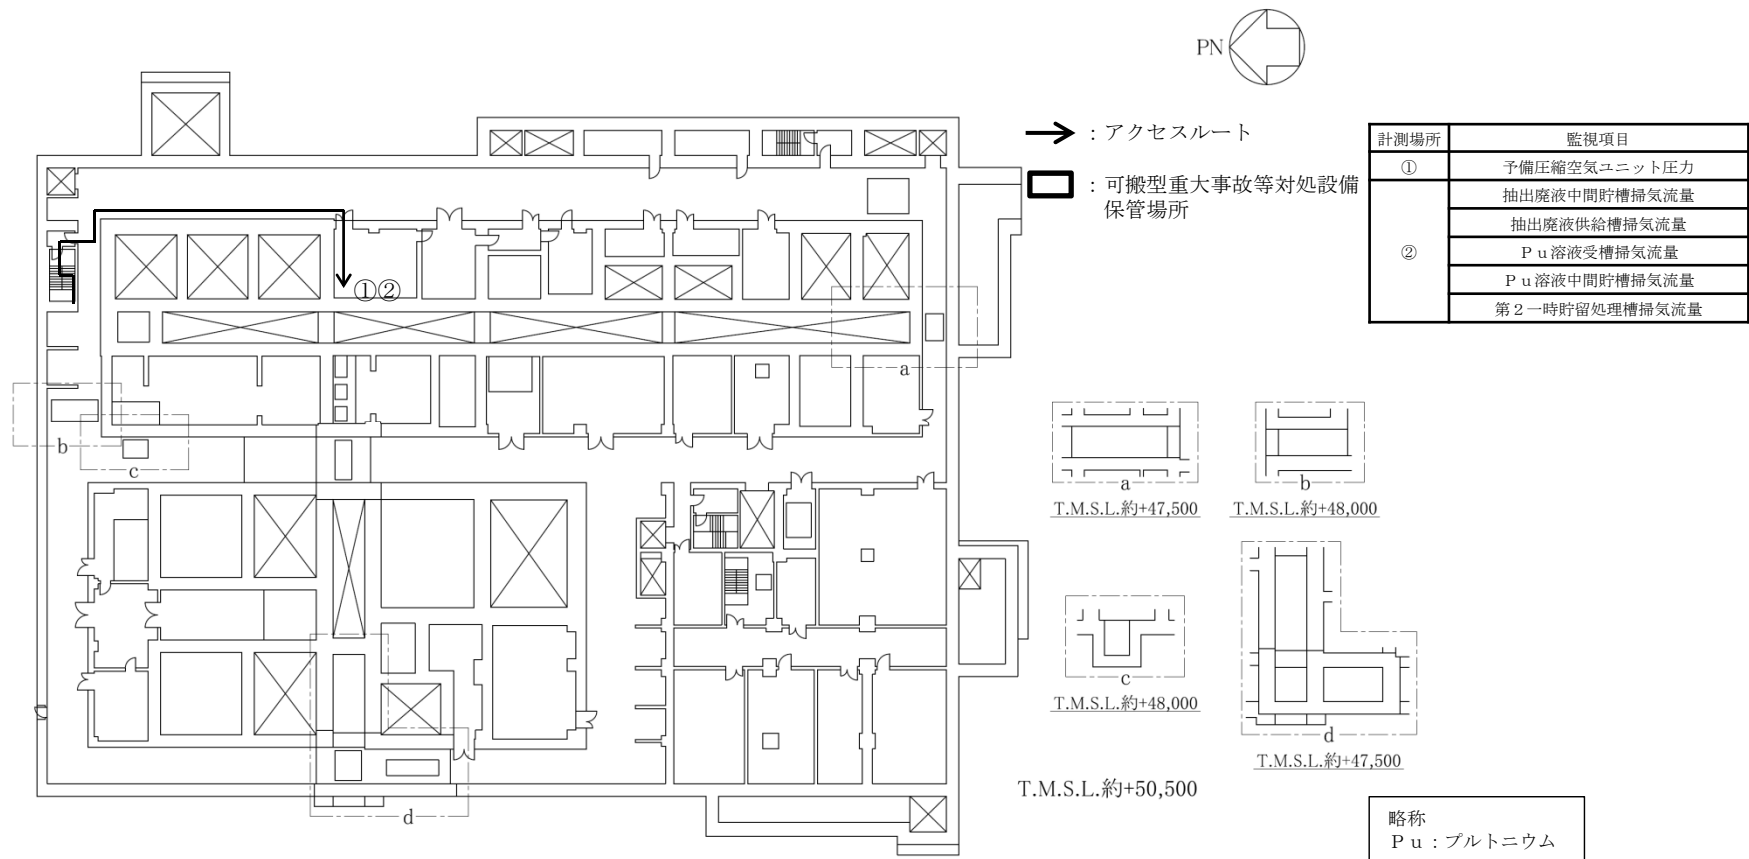 PN
：アクセスルート
：可搬型重大事故等対処設備
保管場所
計測場所 監視項目
① 予備圧縮空気ユニット圧力
② 抽出廃液中間貯槽掃気流量
抽出廃液供給槽掃気流量
Ｐｕ溶液受槽掃気流量
Ｐｕ溶液中間貯槽掃気流量
第２一時貯留処理槽掃気流量
①②
a
b
c
d
a
T.M.S.L.約+47,500
b
T.M.S.L.約+48,000
c
T.M.S.L.約+48,000
d
T.M.S.L.約+47,500
T.M.S.L.約+50,500
略称
Ｐｕ：プルトニウム